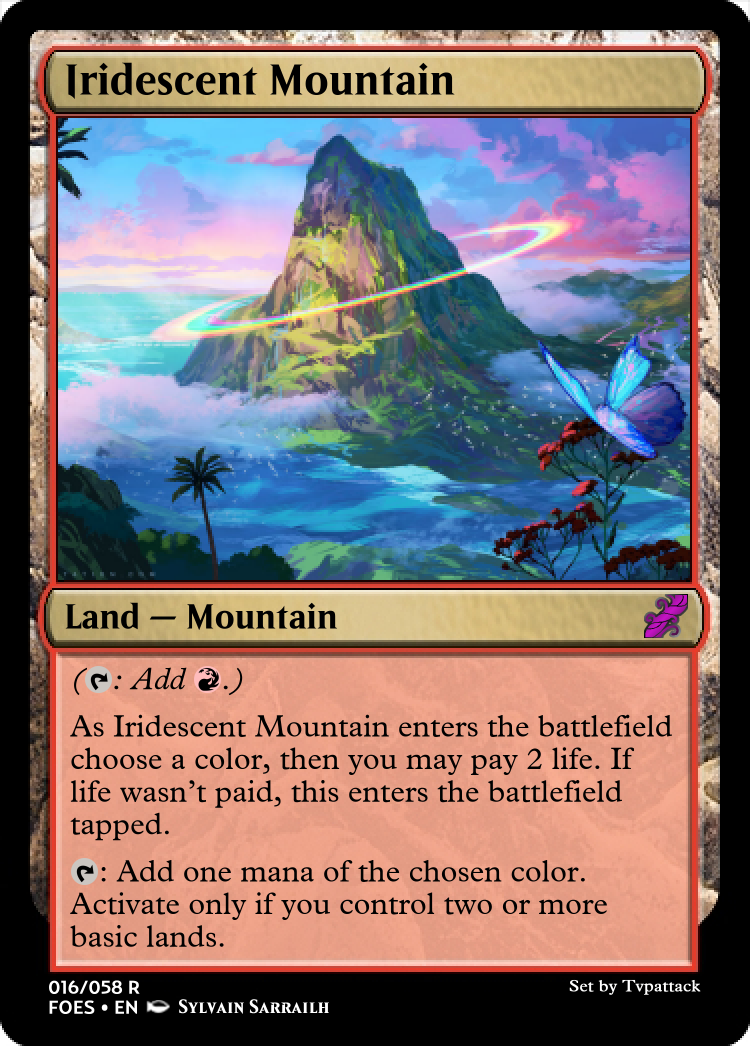 Iridescent Mountain
Land — Mountain
(: Add .)
As Iridescent Mountain enters the battlefield
choose a color, then you may pay 2 life. If
life wasn't paid, this enters the battlefield
tapped.
: Add one mana of the chosen color.
Activate only if you control two or more
basic lands.
016/058 R
Set by Tvpattack
FOES • EN Sylvain Sarrailh